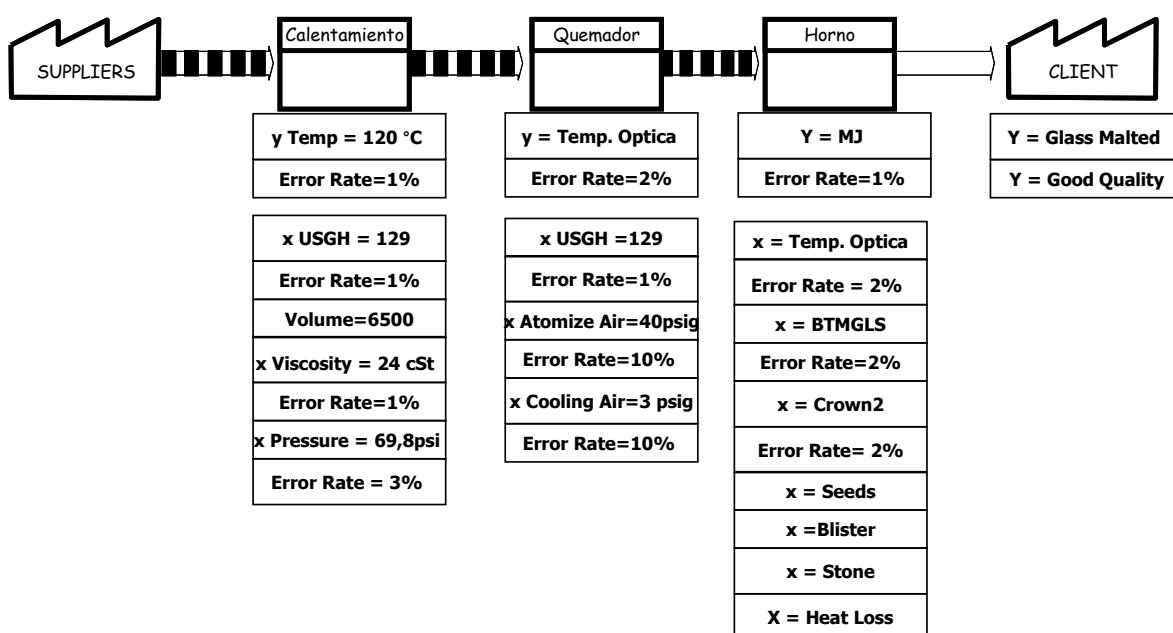 SUPPLIERS
Calentamiento
Quemador
Horno
CLIENT
y Temp = 120 °C
Error Rate=1%
x USGH = 129
Error Rate=1%
Volume=6500
x Viscosity = 24 cSt
Error Rate=1%
x Pressure = 69,8psi
Error Rate = 3%
y = Temp. Optica
Error Rate=2%
x USGH =129
Error Rate=1%
x Atomize Air=40psig
Error Rate=10%
x Cooling Air=3 psig
Error Rate=10%
Y = MJ
Error Rate=1%
x = Temp. Optica
Error Rate = 2%
x = BTMGLS
Error Rate=2%
x = Crown2
Error Rate= 2%
x = Seeds
x =Blister
x = Stone
X = Heat Loss
Y = Glass Malted
Y = Good Quality